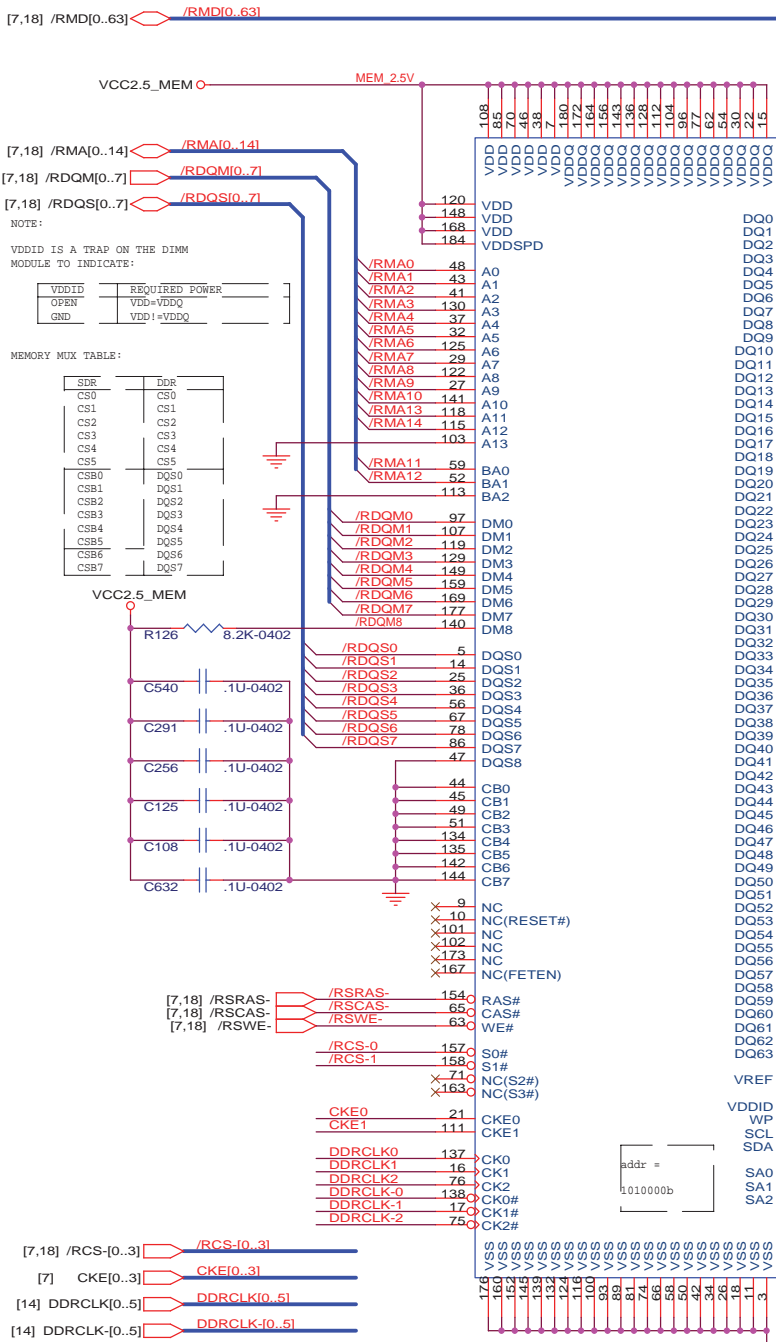 [7,18] /RMD[0..63] /RMD[0..63]
VCC2.5_MEM MEM_2.5V
108 85 70 46 38 7 180 172 164 156 143 136 128 112 104 96 77 62 54 30 22 15
VDD VDD VDD VDD VDD VDD VDDQ VDDQ VDDQ VDDQ VDDQ VDDQ VDDQ VDDQ VDDQ VDDQ VDDQ VDDQ VDDQ VDDQ VDDQ VDDQ
[7,18] /RMA[0..14] /RMA[0..14]
[7,18] /RDQM[0..7] /RDQM[0..7]
[7,18] /RDQS[0..7] /RDQS[0..7]
NOTE:
VDDID IS A TRAP ON THE DIMM
MODULE TO INDICATE:
VDDID REQUIRED POWER
OPEN VDD=VDDQ
GND VDD!=VDDQ
MEMORY MUX TABLE:
SDR DDR
CS0 CS0
CS1 CS1
CS2 CS2
CS3 CS3
CS4 CS4
CS5 CS5
CSB0 DQS0
CSB1 DQS1
CSB2 DQS2
CSB3 DQS3
CSB4 DQS4
CSB5 DQS5
CSB6 DQS6
CSB7 DQS7
VCC2.5_MEM
R126 8.2K-0402
C540 .1U-0402
C291 .1U-0402
C256 .1U-0402
C125 .1U-0402
C108 .1U-0402
C632 .1U-0402
120 VDD
148 VDD
168 VDD
184 VDDSPD
/RMA0 48 A0
/RMA1 43 A1
/RMA2 41 A2
/RMA3 130 A3
/RMA4 37 A4
/RMA5 32 A5
/RMA6 125 A6
/RMA7 29 A7
/RMA8 122 A8
/RMA9 27 A9
/RMA10 141 A10
/RMA13 118 A11
/RMA14 115 A12
103 A13
/RMA11 59 BA0
/RMA12 52 BA1
113 BA2
/RDQM0 97 DM0
/RDQM1 107 DM1
/RDQM2 119 DM2
/RDQM3 129 DM3
/RDQM4 149 DM4
/RDQM5 159 DM5
/RDQM6 169 DM6
/RDQM7 177 DM7
/RDQM8 140 DM8
/RDQS0 5 DQS0
/RDQS1 14 DQS1
/RDQS2 25 DQS2
/RDQS3 36 DQS3
/RDQS4 56 DQS4
/RDQS5 67 DQS5
/RDQS6 78 DQS6
/RDQS7 86 DQS7
47 DQS8
44 CB0
45 CB1
49 CB2
51 CB3
134 CB4
135 CB5
142 CB6
144 CB7
9 NC
10 NC(RESET#)
101 NC
102 NC
173 NC
167 NC(FETEN)
[7,18] /RSRAS- /RSRAS- 154 RAS#
[7,18] /RSCAS- /RSCAS- 65 CAS#
[7,18] /RSWE- /RSWE- 63 WE#
/RCS-0 157 S0#
/RCS-1 158 S1#
71 NC(S2#)
163 NC(S3#)
CKE0 21 CKE0
CKE1 111 CKE1
DDRCLK0 137 CK0
DDRCLK1 16 CK1
DDRCLK2 76 CK2
DDRCLK-0 138 CK0#
DDRCLK-1 17 CK1#
DDRCLK-2 75 CK2#
DQ0
DQ1
DQ2
DQ3
DQ4
DQ5
DQ6
DQ7
DQ8
DQ9
DQ10
DQ11
DQ12
DQ13
DQ14
DQ15
DQ16
DQ17
DQ18
DQ19
DQ20
DQ21
DQ22
DQ23
DQ24
DQ25
DQ26
DQ27
DQ28
DQ29
DQ30
DQ31
DQ32
DQ33
DQ34
DQ35
DQ36
DQ37
DQ38
DQ39
DQ40
DQ41
DQ42
DQ43
DQ44
DQ45
DQ46
DQ47
DQ48
DQ49
DQ50
DQ51
DQ52
DQ53
DQ54
DQ55
DQ56
DQ57
DQ58
DQ59
DQ60
DQ61
DQ62
DQ63
VREF
VDDID
WP
SCL
SDA
SA0
SA1
SA2
addr =
1010000b
[7,18] /RCS-[0..3] /RCS-[0..3]
[7] CKE[0..3] CKE[0..3]
[14] DDRCLK[0..5] DDRCLK[0..5]
[14] DDRCLK-[0..5] DDRCLK-[0..5]
VSS VSS VSS VSS VSS VSS VSS VSS VSS VSS VSS VSS VSS VSS VSS VSS VSS VSS VSS VSS VSS VSS
176 160 152 145 139 132 124 116 100 93 89 81 74 66 58 50 42 34 26 18 11 3